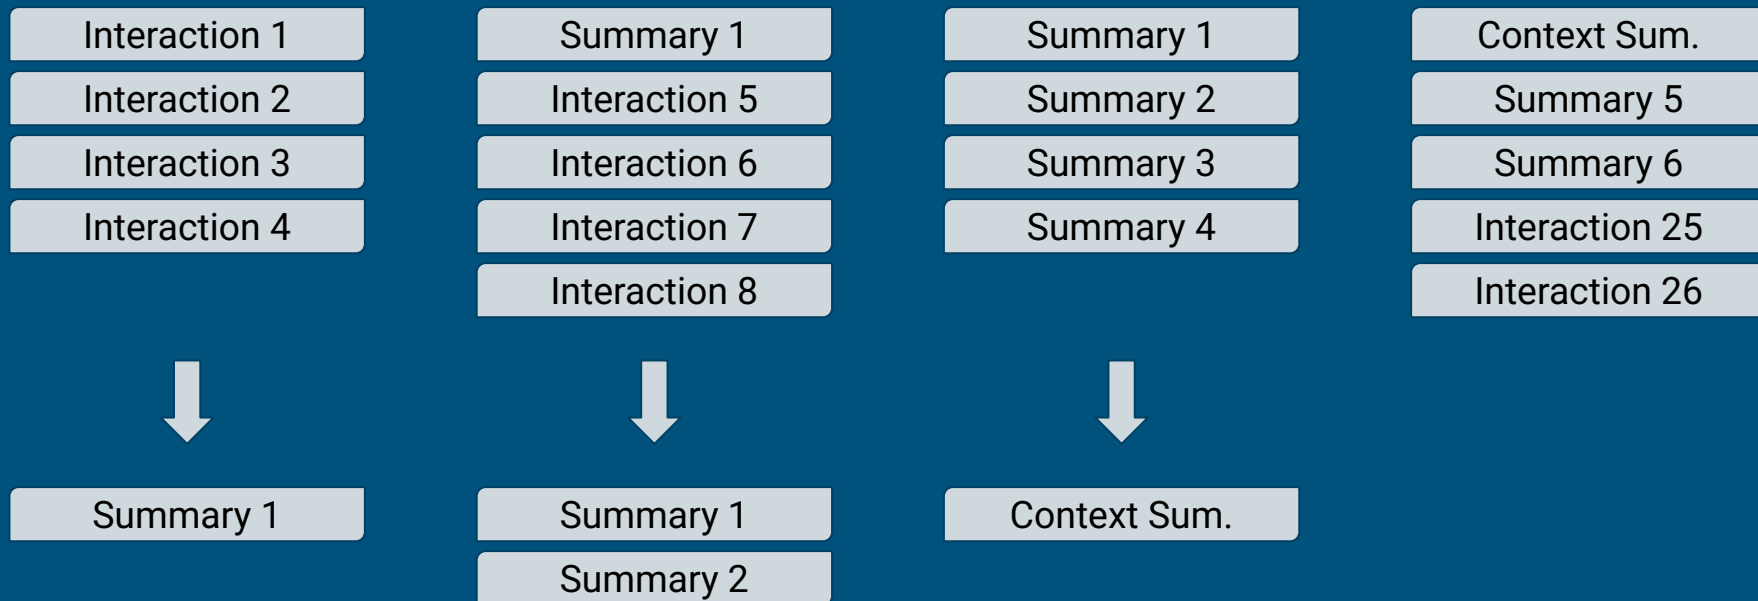 Interaction 1
Interaction 2
Interaction 3
Interaction 4
Summary 1
Summary 1
Interaction 5
Interaction 6
Interaction 7
Interaction 8
Summary 1
Summary 2
Summary 1
Summary 2
Summary 3
Summary 4
Context Sum.
Context Sum.
Summary 5
Summary 6
Interaction 25
Interaction 26